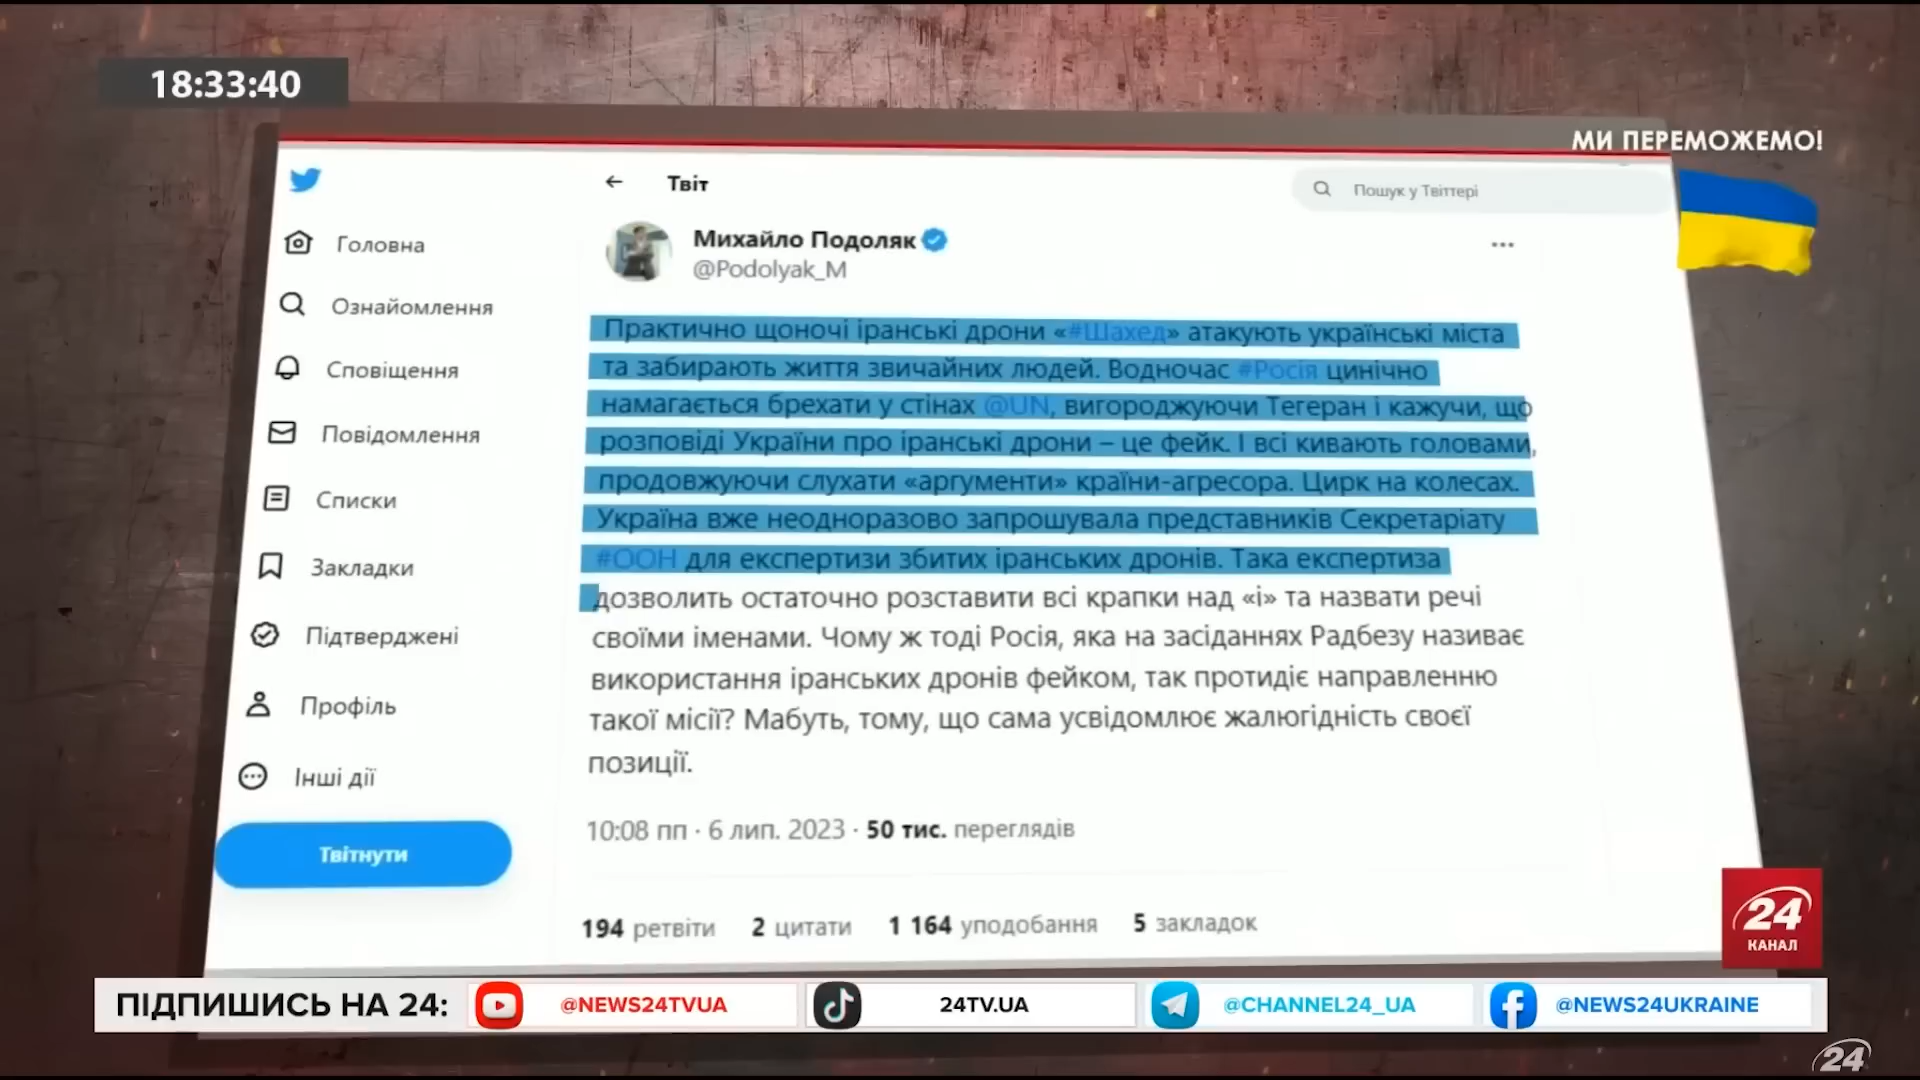 18:33:40
МИ ПЕРЕМОЖЕМО!
Твіт
Пошук у Твіттері
Михайло Подоляк
@Podolyak_M
Головна
Ознайомлення
Сповіщення
Повідомлення
Списки
Закладки
Підтверджені
Профіль
Інші дії
Твітнути
Практично щоночі іранські дрони «#Шахед» атакують українські міста
та забирають життя звичайних людей. Водночас #Росія цинічно
намагається брехати у стінах @UN, вигороджуючи Тегеран і кажучи, що
розповіді України про іранські дрони – це фейк. І всі кивають головами,
продовжуючи слухати «аргументи» країни-агресора. Цирк на колесах.
Україна вже неодноразово запрошувала представників Секретаріату
#ООН для експертизи збитих іранських дронів. Така експертиза
дозволить остаточно розставити всі крапки над «і» та назвати речі
своїми іменами. Чому ж тоді Росія, яка на засіданнях Радбезу називає
використання іранських дронів фейком, так протидіє направленню
такої місії? Мабуть, тому, що сама усвідомлює жалюгідність своєї
позиції.
10:08 пп · 6 лип. 2023 · 50 тис. переглядів
194 ретвіти 2 цитати 1 164 уподобання 5 закладок
24
КАНАЛ
ПІДПИШИСЬ НА 24: @NEWS24TVUA 24TV.UA @CHANNEL24_UA @NEWS24UKRAINE
24